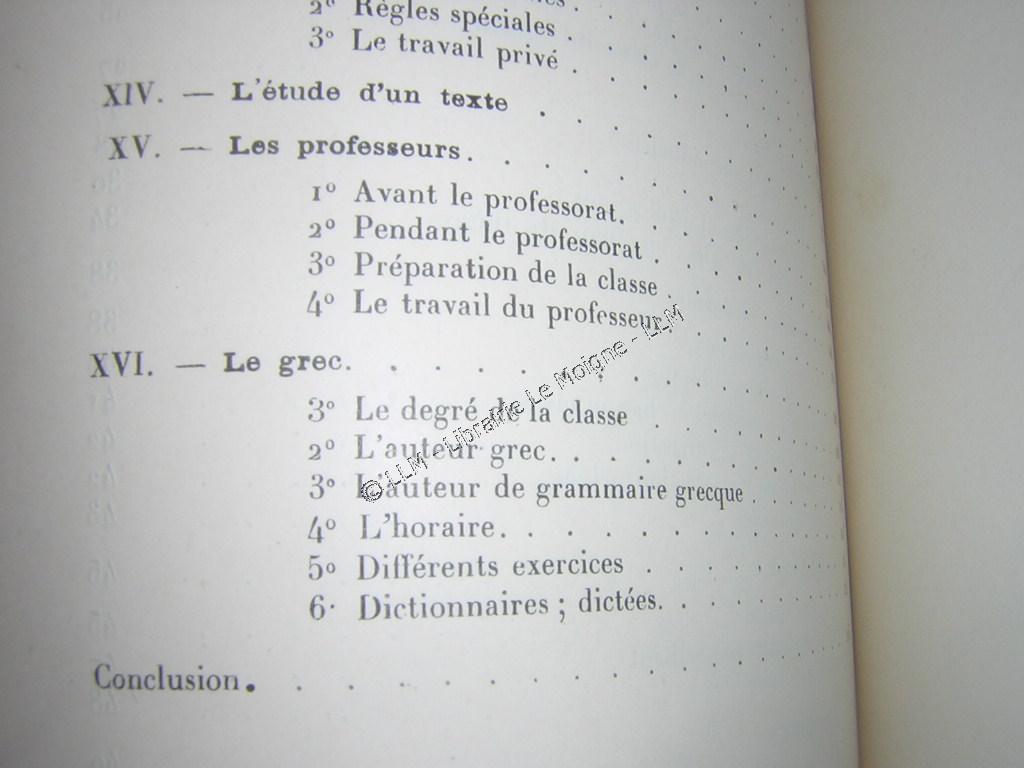 2° Règles spéciales .
3° Le travail privé .
XIV. — L'étude d'un texte .
XV. — Les professeurs.
1° Avant le professorat.
2° Pendant le professorat .
3° Préparation de la classe .
4° Le travail du professeur .
XVI. — Le grec.
3° Le degré de la classe .
2° L'auteur grec.
3° L'auteur de grammaire grecque .
4° L'horaire.
5° Différents exercices .
6· Dictionnaires ; dictées.
Conclusion.
© LLM - Librairie Le Moigne - LLM